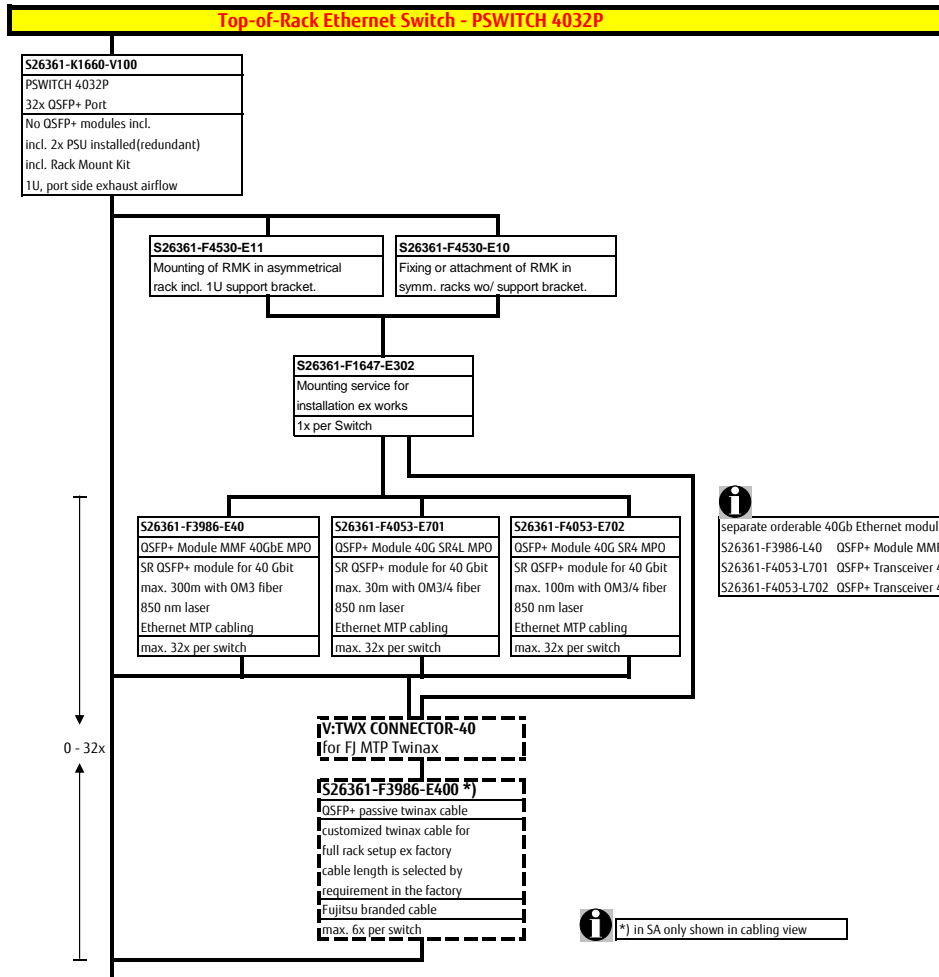 Top-of-Rack Ethernet Switch - PSWITCH 4032P
S26361-K1660-V100
PSWITCH 4032P
32x QSFP+ Port
No QSFP+ modules incl.
incl. 2x PSU installed(redundant)
incl. Rack Mount Kit
1U, port side exhaust airflow
S26361-F4530-E11
Mounting of RMK in asymmetrical
rack incl. 1U support bracket.
S26361-F4530-E10
Fixing or attachment of RMK in
symm. racks wo/ support bracket.
S26361-F1647-E302
Mounting service for
installation ex works
1x per Switch
S26361-F3986-E40
QSFP+ Module MMF 40GbE MPO
SR QSFP+ module for 40 Gbit
max. 300m with OM3 fiber
850 nm laser
Ethernet MTP cabling
max. 32x per switch
S26361-F4053-E701
QSFP+ Module 40G SR4L MPO
SR QSFP+ module for 40 Gbit
max. 30m with OM3/4 fiber
850 nm laser
Ethernet MTP cabling
max. 32x per switch
S26361-F4053-E702
QSFP+ Module 40G SR4 MPO
SR QSFP+ module for 40 Gbit
max. 100m with OM3/4 fiber
850 nm laser
Ethernet MTP cabling
max. 32x per switch
i
separate orderable 40Gb Ethernet modul
S26361-F3986-L40 QSFP+ Module MMF
S26361-F4053-L701 QSFP+ Transceiver 4
S26361-F4053-L702 QSFP+ Transceiver 4
0 - 32x
V:TWX CONNECTOR-40
for FJ MTP Twinax
S26361-F3986-E400 *)
QSFP+ passive twinax cable
customized twinax cable for
full rack setup ex factory
cable length is selected by
requirement in the factory
Fujitsu branded cable
max. 6x per switch
i
*) in SA only shown in cabling view